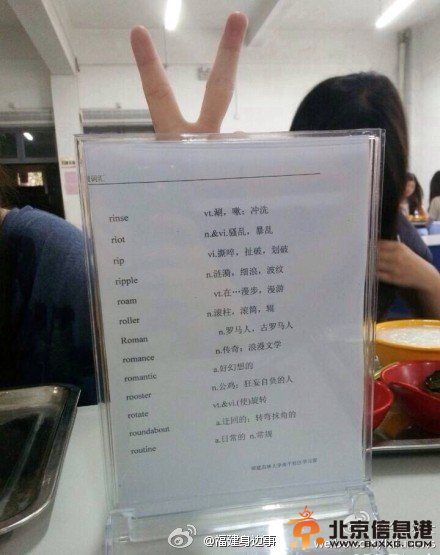 rinse vt.涮，嗽；冲洗
riot n.&vi.骚乱，暴乱
rip vi.撕哗，扯破，划破
ripple n.涟漪，细浪，波纹
roam vt.在…漫步，漫游
roller n.滚柱，滚筒，辊
Roman n.罗马人，古罗马人
romance n.传奇；浪漫文学
romantic a.好幻想的
rooster n.公鸡；狂妄自负的人
rotate vt.&vi.(使)旋转
roundabout a.迂回的；转弯抹角的
routine a.日常的 n.常规
@福建身边事
北京信息港
WWW.BJXXG.COM